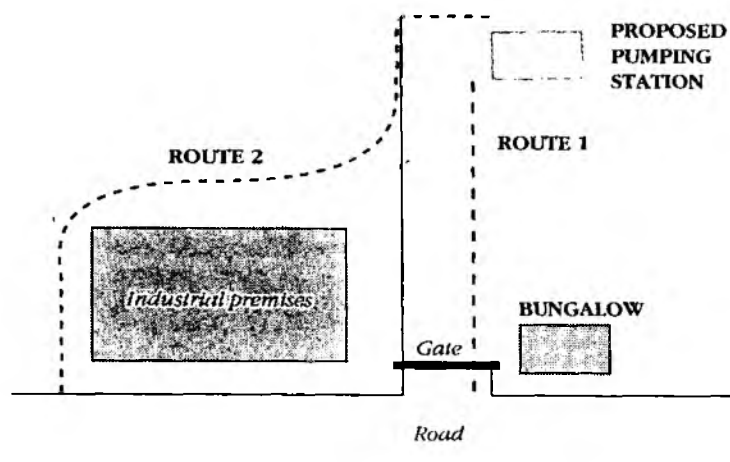 PROPOSED
PUMPING
STATION
ROUTE 2
ROUTE 1
Industrial premises
BUNGALOW
Gate
Road